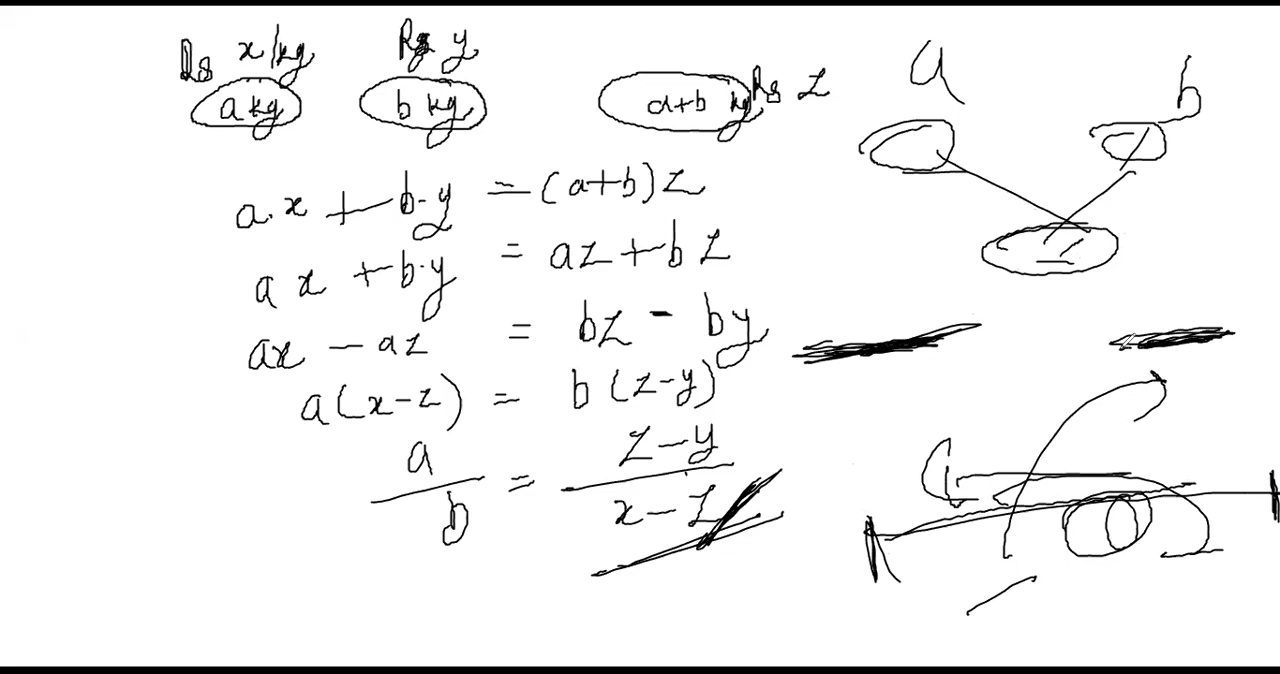 Rs x/kg Rs y
a kg b kg a+b kg Rs z a b
a·x + b·y = (a+b)z
ax + b·y = az + bz
ax - az = bz - by
a(x-z) = b(z-y)
a/b = z-y/x-z